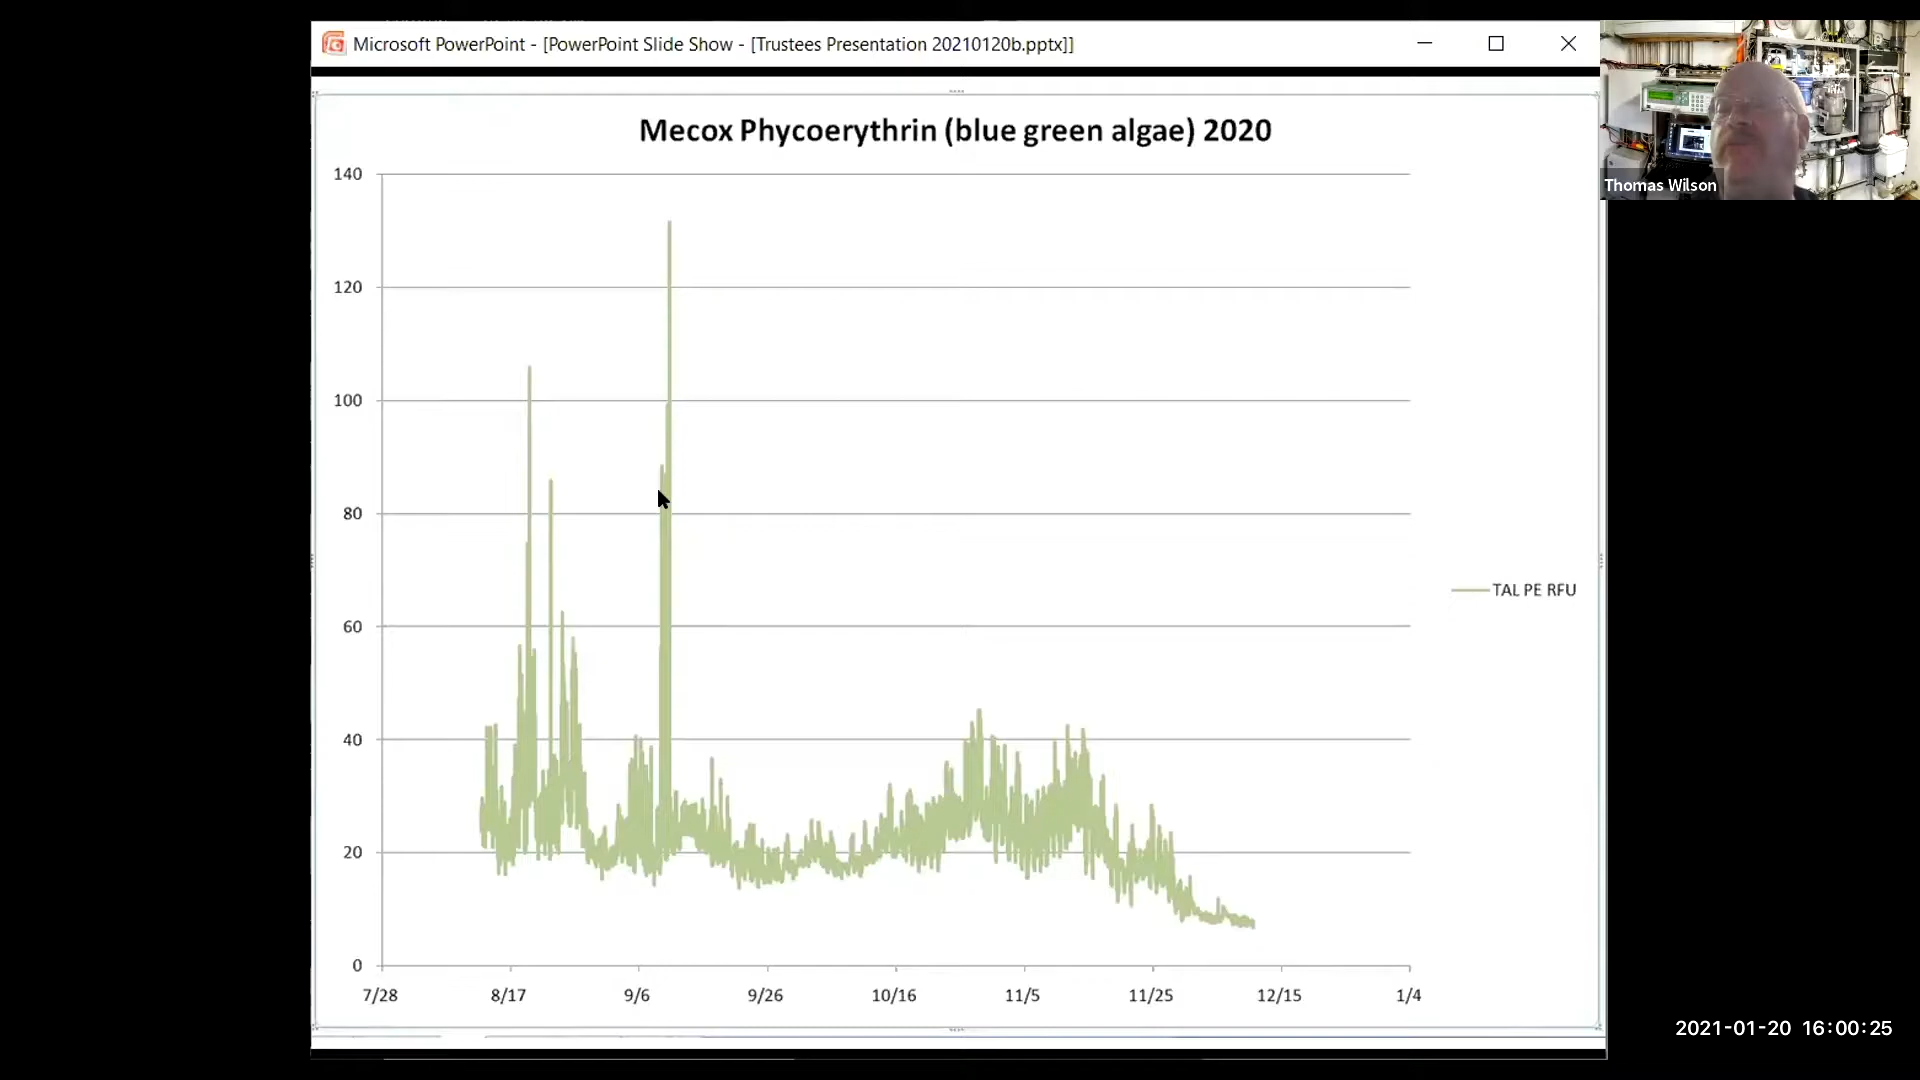 Microsoft PowerPoint - [PowerPoint Slide Show - [Trustees Presentation 20210120b.pptx]]
Thomas Wilson
Mecox Phycoerythrin (blue green algae) 2020
140
120
100
80
60
40
20
0
TAL PE RFU
7/28 8/17 9/6 9/26 10/16 11/5 11/25 12/15 1/4
2021-01-20 16:00:25